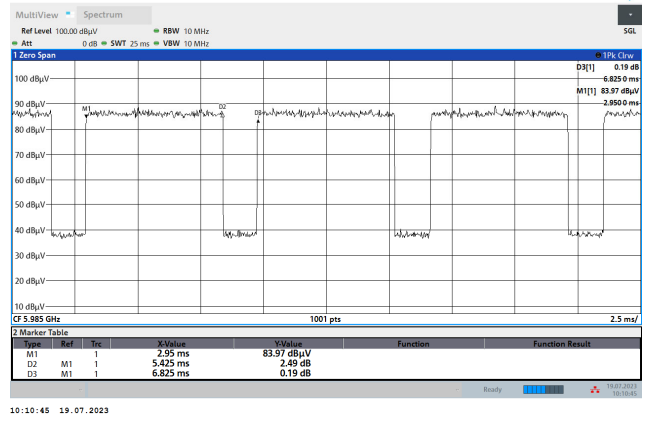 MultiView Spectrum
Ref Level 100.00 dBµV RBW 10 MHz SGL
Att 0 dB SWT 25 ms VBW 10 MHz
1 Zero Span 1Pk Clrw
D3[1] 0.19 dB
6.825 0 ms
M1[1] 83.97 dBµV
2.950 0 ms
100 dBµV
90 dBµV
M1 D2 D3
80 dBµV
70 dBµV
60 dBµV
50 dBµV
40 dBµV
30 dBµV
20 dBµV
10 dBµV
CF 5.985 GHz 1001 pts 2.5 ms/
2 Marker Table
Type Ref Trc X-Value Y-Value Function Function Result
M1 1 2.95 ms 83.97 dBµV
D2 M1 1 5.425 ms 2.49 dB
D3 M1 1 6.825 ms 0.19 dB
Ready 19.07.2023
10:10:45
10:10:45 19.07.2023